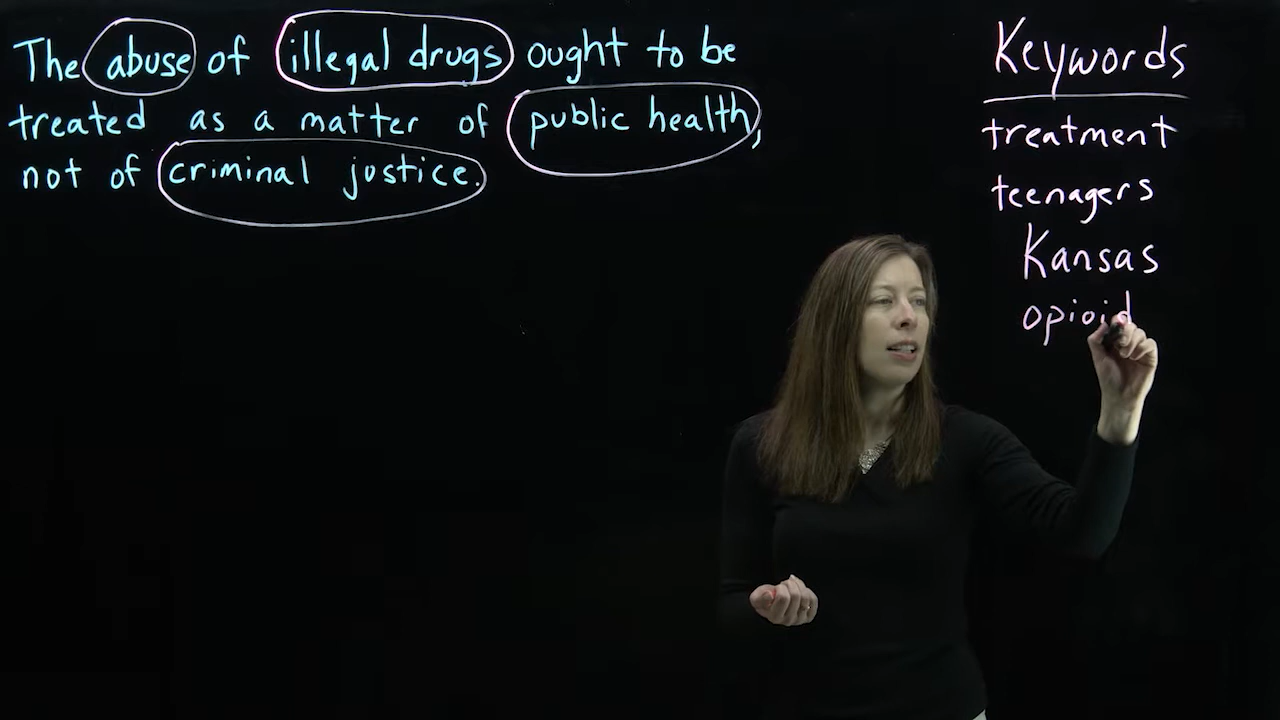 The abuse of illegal drugs ought to be
treated as a matter of public health,
not of criminal justice.
Keywords
treatment
teenagers
Kansas
opioid